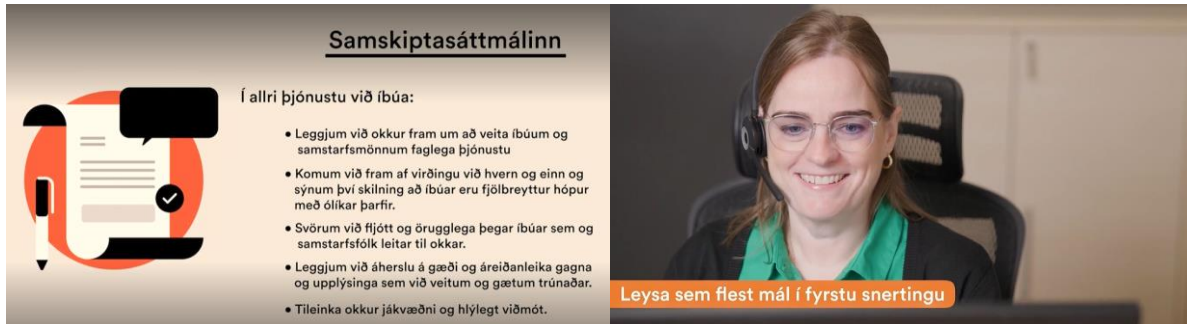 Samskiptasáttmálinn
Í allri þjónustu við íbúa:
• Leggjum við okkur fram um að veita íbúum og
samstarfsmönnum faglega þjónustu
• Komum við fram af virðingu við hvern og einn og
sýnum því skilning að íbúar eru fjölbreyttur hópur
með ólíkar þarfir.
• Svörum við fljótt og örugglega þegar íbúar sem og
samstarfsfólk leitar til okkar.
• Leggjum við áherslu á gæði og áreiðanleika gagna
og upplýsinga sem við veitum og gætum trúnaðar.
• Tileinka okkur jákvæðni og hlýlegt viðmót.
Leysa sem flest mál í fyrstu snertingu